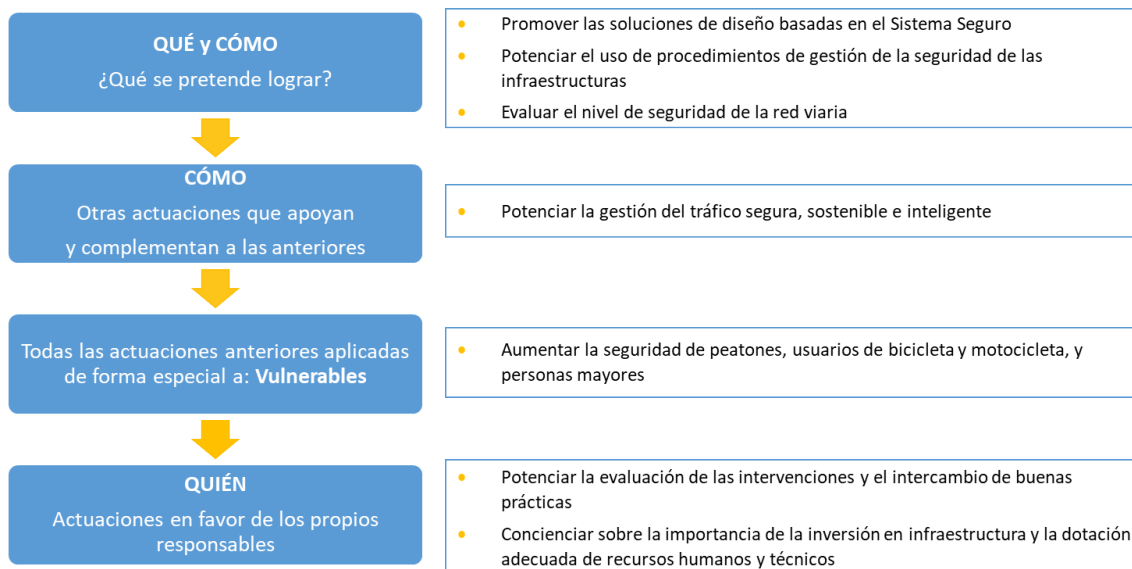 QUÉ y CÓMO
¿Qué se pretende lograr?
• Promover las soluciones de diseño basadas en el Sistema Seguro
• Potenciar el uso de procedimientos de gestión de la seguridad de las
infraestructuras
• Evaluar el nivel de seguridad de la red viaria
CÓMO
Otras actuaciones que apoyan
y complementan a las anteriores
• Potenciar la gestión del tráfico segura, sostenible e inteligente
Todas las actuaciones anteriores aplicadas
de forma especial a: Vulnerables
• Aumentar la seguridad de peatones, usuarios de bicicleta y motocicleta, y
personas mayores
QUIÉN
Actuaciones en favor de los propios
responsables
• Potenciar la evaluación de las intervenciones y el intercambio de buenas
prácticas
• Concienciar sobre la importancia de la inversión en infraestructura y la dotación
adecuada de recursos humanos y técnicos